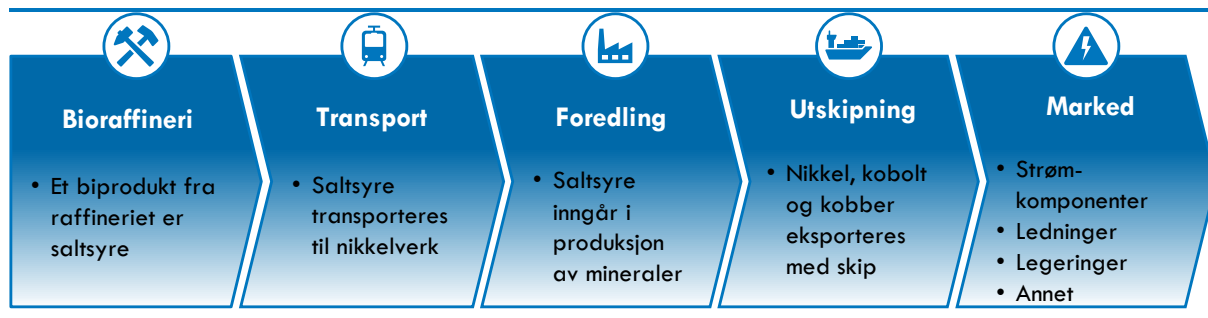 Bioraffineri
• Et biprodukt fra
raffineriet er
saltsyre
Transport
• Saltsyre
transporteres
til nikkelverk
Foredling
• Saltsyre
inngår i
produksjon
av mineraler
Utskipning
• Nikkel, kobolt
og kobber
eksporteres
med skip
Marked
• Strøm-
komponenter
• Ledninger
• Legeringer
• Annet